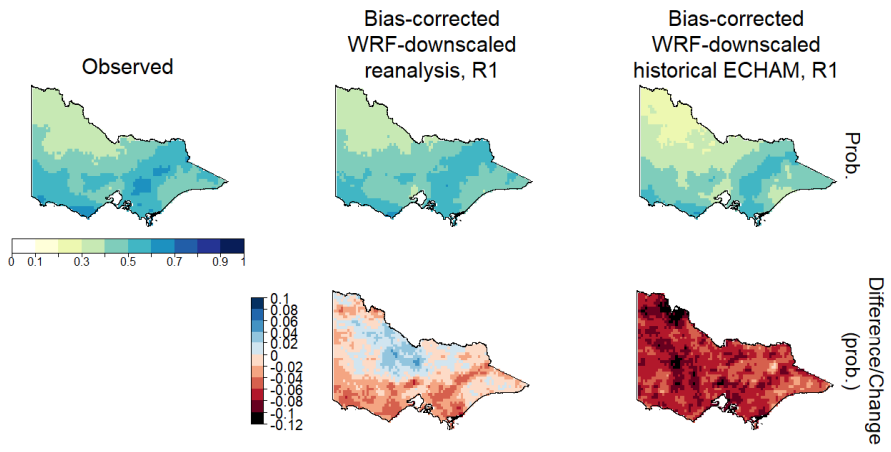 Observed
Bias-corrected
WRF-downscaled
reanalysis, R1
Bias-corrected
WRF-downscaled
historical ECHAM, R1
Prob.
0 0.1 0.3 0.5 0.7 0.9 1
0.1
0.08
0.06
0.04
0.02
0
-0.02
-0.04
-0.06
-0.08
-0.1
-0.12
Difference/Change
(prob.)